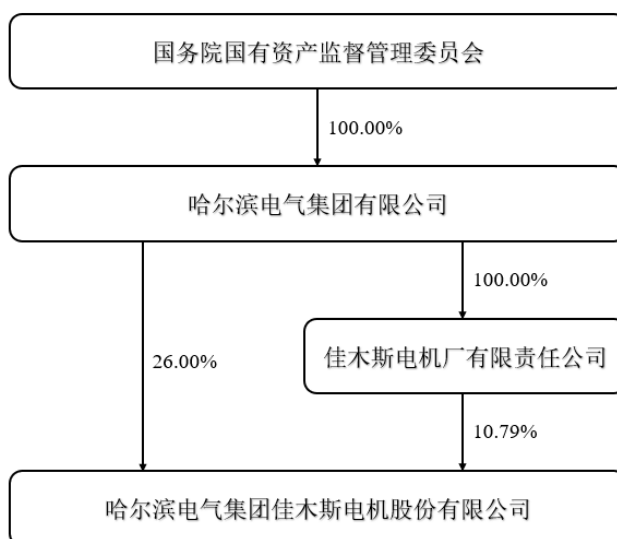 国务院国有资产监督管理委员会
100.00%
哈尔滨电气集团有限公司
100.00%
佳木斯电机厂有限责任公司
26.00%
10.79%
哈尔滨电气集团佳木斯电机股份有限公司